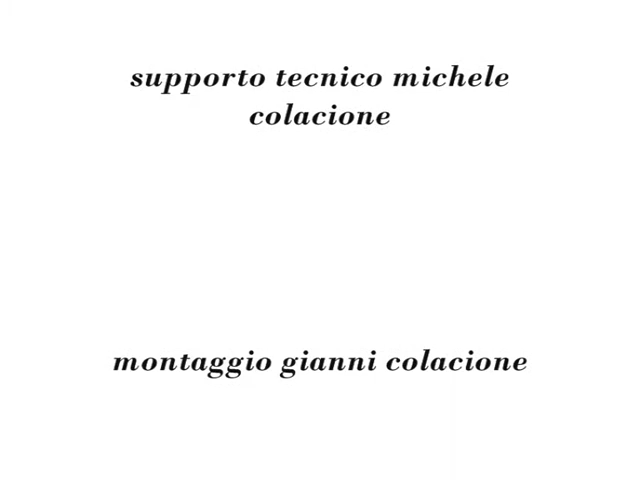 supporto tecnico michele
colacione
montaggio gianni colacione